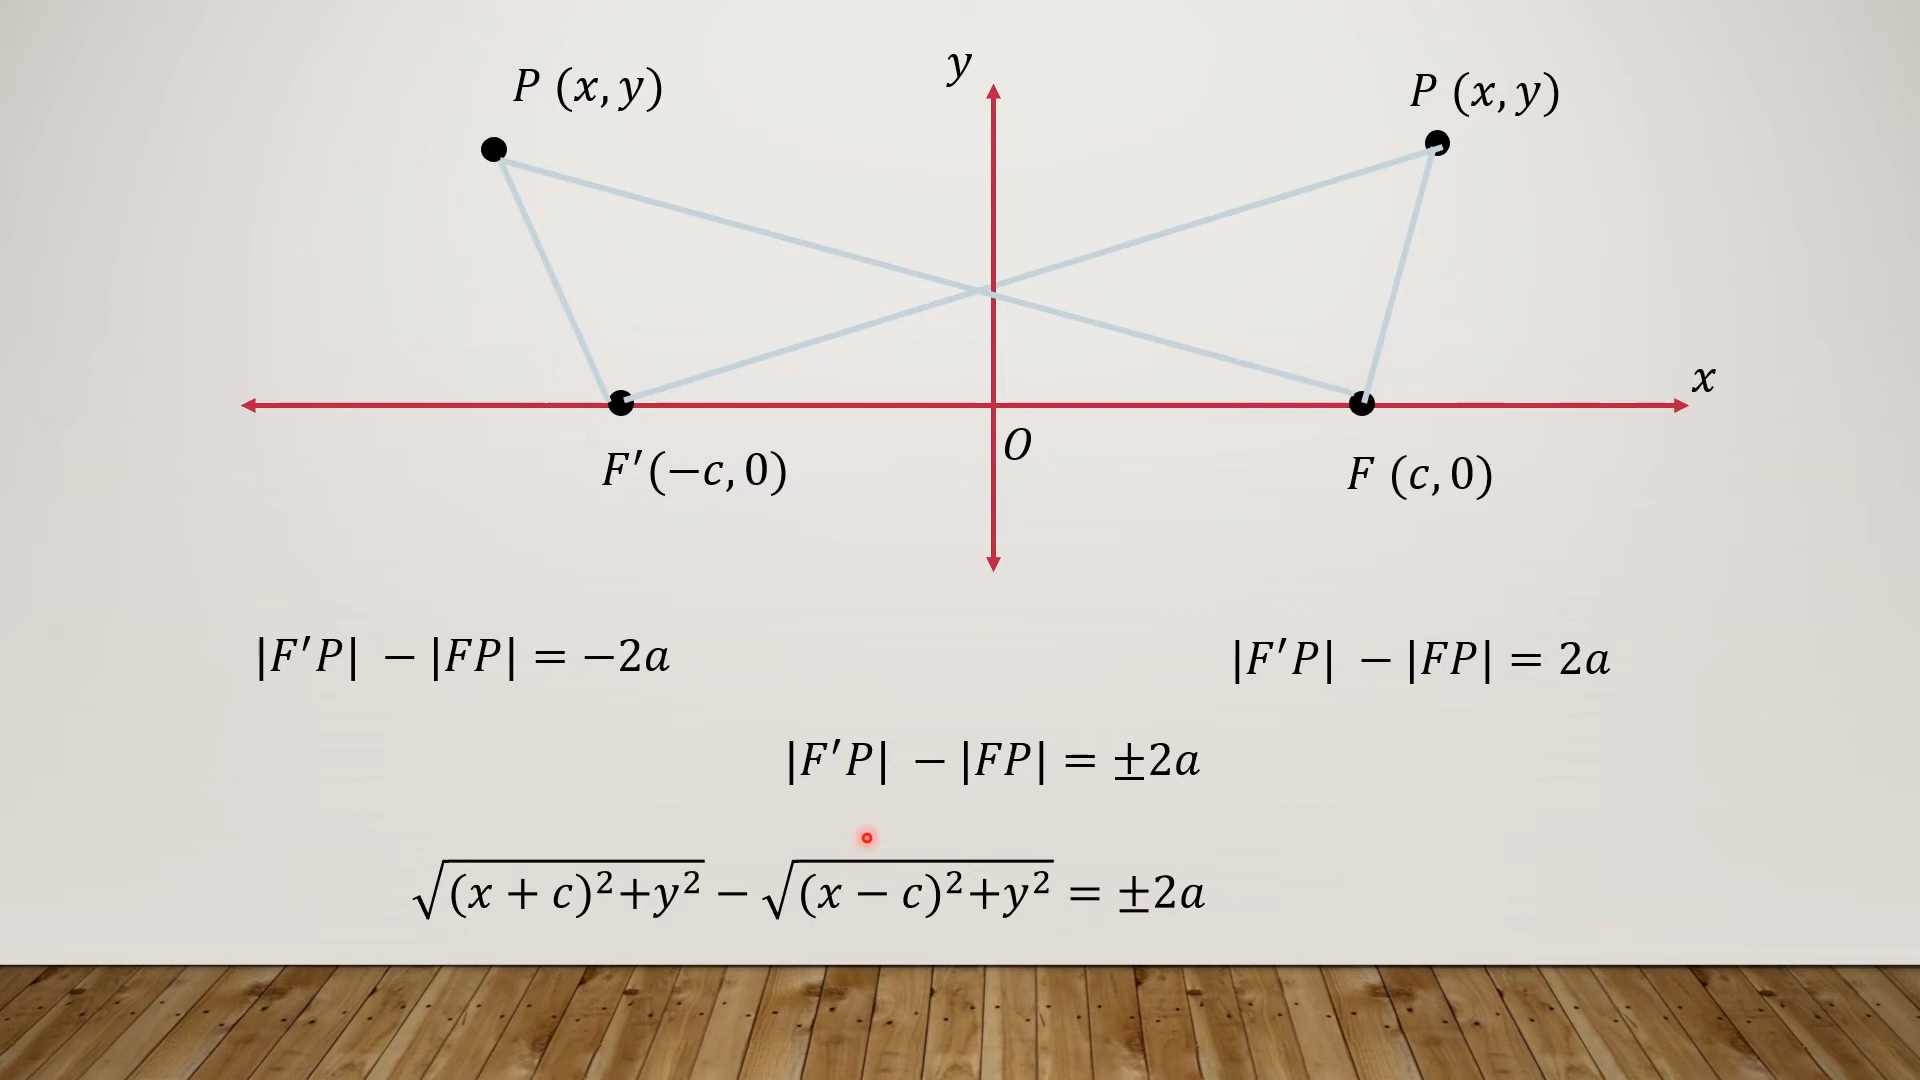 y
P (x, y)
P (x, y)
x
O
F′(−c, 0)
F (c, 0)
|F′P| − |FP| = −2a
|F′P| − |FP| = 2a
|F′P| − |FP| = ±2a
√((x + c)²+y²) − √((x − c)²+y²) = ±2a